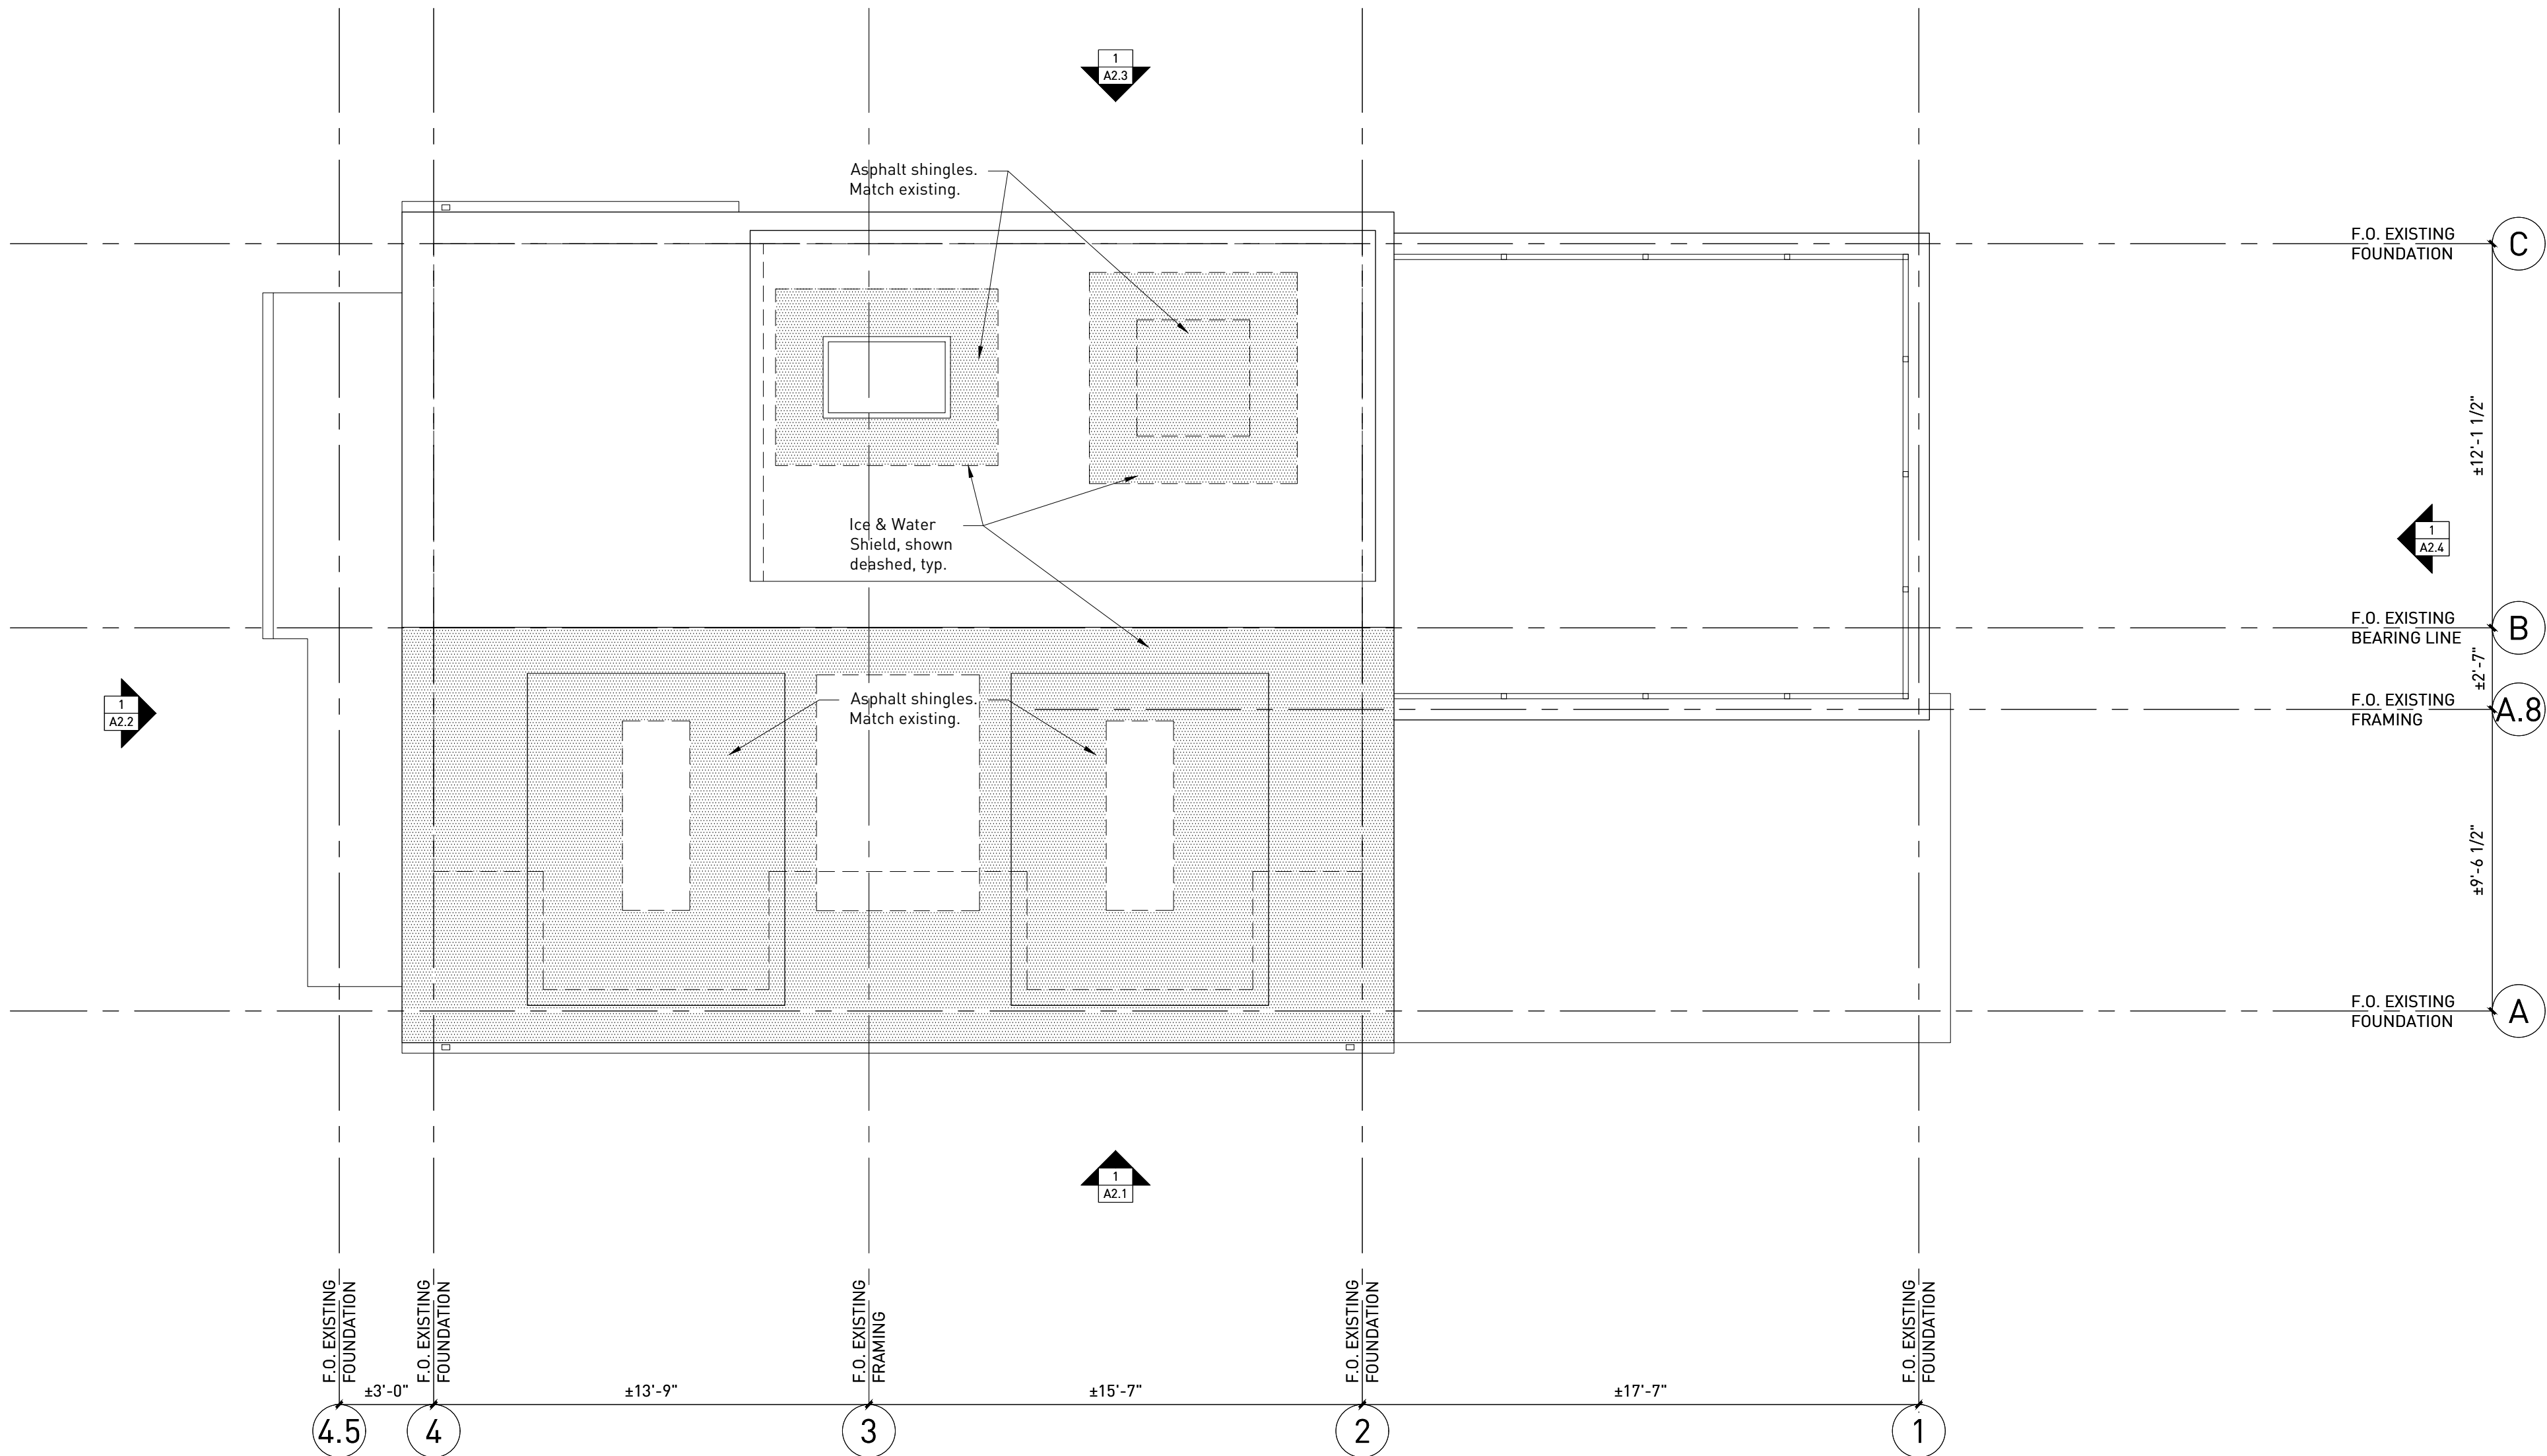 1
A2.3
Asphalt shingles.
Match existing.
F.O. EXISTING
FOUNDATION
C
±12'-1 1/2"
Ice & Water
Shield, shown
deashed, typ.
1
A2.4
F.O. EXISTING
BEARING LINE
B
±2'-7"
1
A2.2
Asphalt shingles.
Match existing.
F.O. EXISTING
FRAMING
A.8
±9'-6 1/2"
F.O. EXISTING
FOUNDATION
A
1
A2.1
F.O. EXISTING
FOUNDATION
F.O. EXISTING
FOUNDATION
F.O. EXISTING
FRAMING
F.O. EXISTING
FOUNDATION
F.O. EXISTING
FOUNDATION
±3'-0"
±13'-9"
±15'-7"
±17'-7"
4.5
4
3
2
1